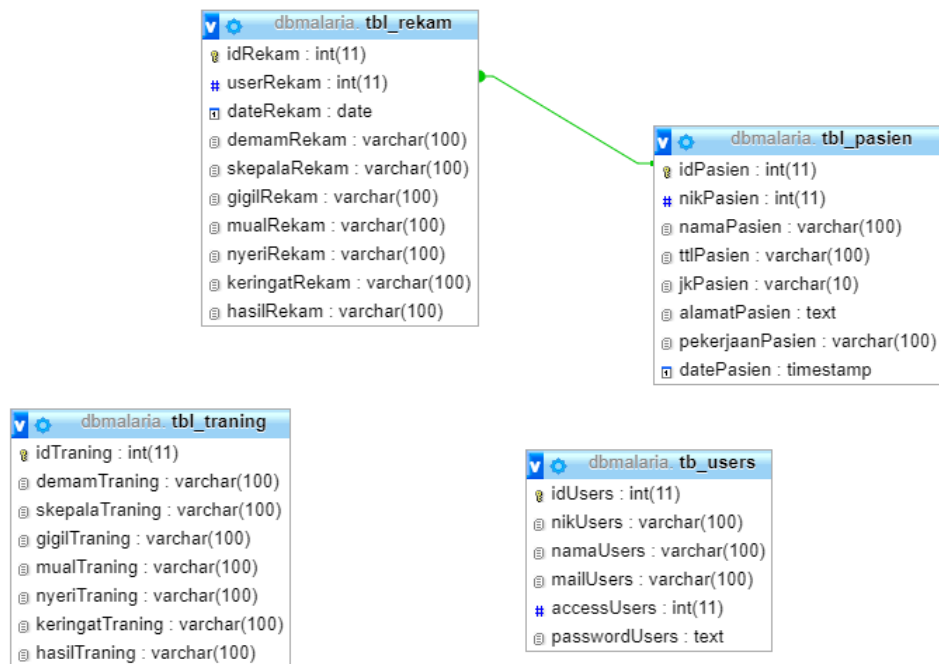 dbmalaria. tbl_rekam
idRekam : int(11)
userRekam : int(11)
dateRekam : date
demamRekam : varchar(100)
skepalaRekam : varchar(100)
gigilRekam : varchar(100)
mualRekam : varchar(100)
nyeriRekam : varchar(100)
keringatRekam : varchar(100)
hasilRekam : varchar(100)
dbmalaria. tbl_pasien
idPasien : int(11)
nikPasien : int(11)
namaPasien : varchar(100)
ttlPasien : varchar(100)
jkPasien : varchar(10)
alamatPasien : text
pekerjaanPasien : varchar(100)
datePasien : timestamp
dbmalaria. tbl_traning
idTraning : int(11)
demamTraning : varchar(100)
skepalaTraning : varchar(100)
gigilTraning : varchar(100)
mualTraning : varchar(100)
nyeriTraning : varchar(100)
keringatTraning : varchar(100)
hasilTraning : varchar(100)
dbmalaria. tb_users
idUsers : int(11)
nikUsers : varchar(100)
namaUsers : varchar(100)
mailUsers : varchar(100)
accessUsers : int(11)
passwordUsers : text